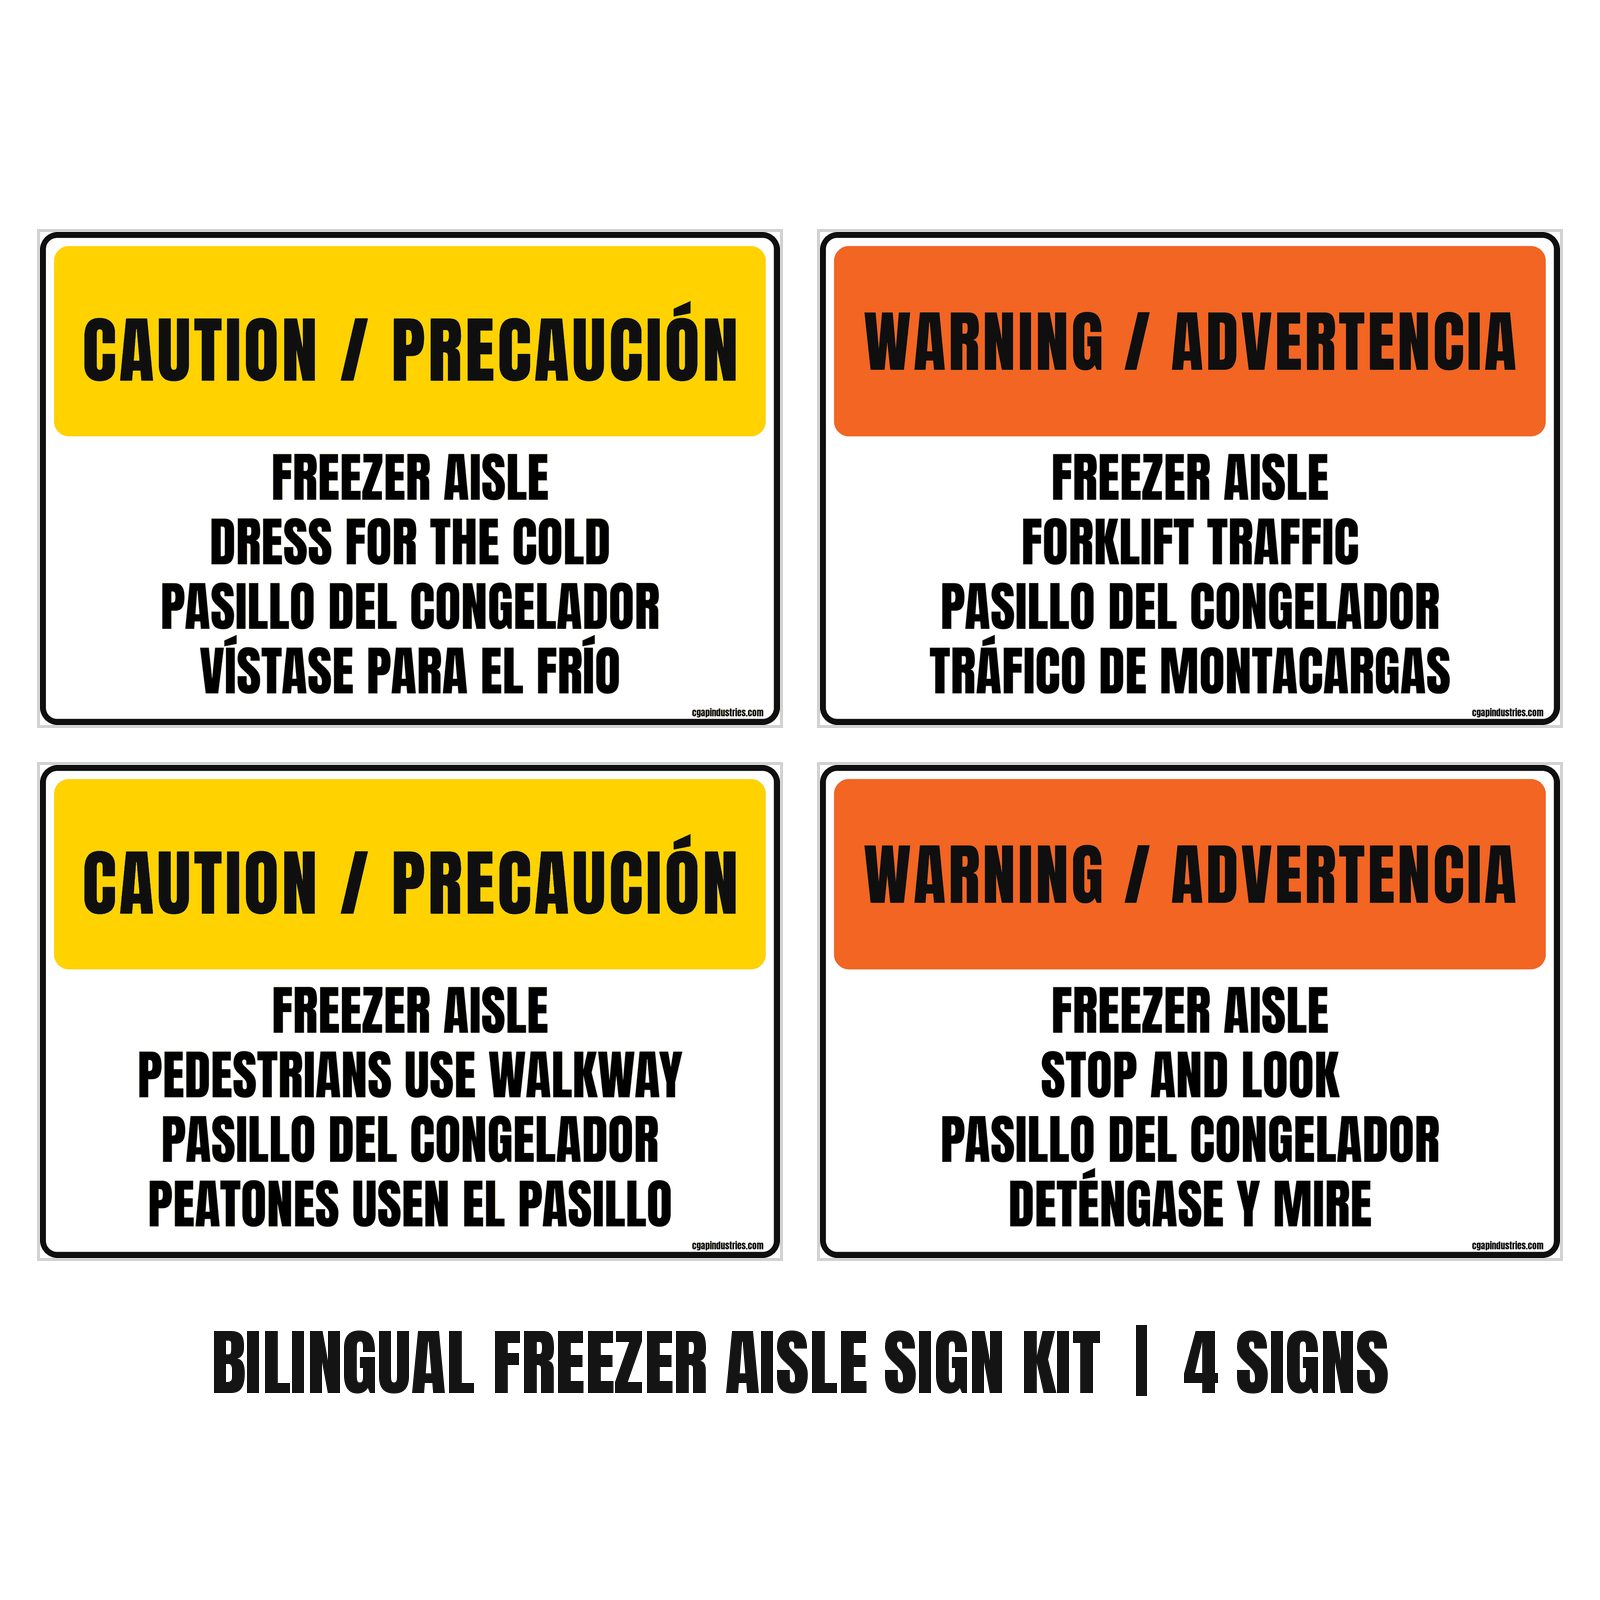 CAUTION / PRECAUCIÓN
FREEZER AISLE
DRESS FOR THE COLD
PASILLO DEL CONGELADOR
VÍSTASE PARA EL FRÍO
cgapindustries.com
WARNING / ADVERTENCIA
FREEZER AISLE
FORKLIFT TRAFFIC
PASILLO DEL CONGELADOR
TRÁFICO DE MONTACARGAS
cgapindustries.com
CAUTION / PRECAUCIÓN
FREEZER AISLE
PEDESTRIANS USE WALKWAY
PASILLO DEL CONGELADOR
PEATONES USEN EL PASILLO
cgapindustries.com
WARNING / ADVERTENCIA
FREEZER AISLE
STOP AND LOOK
PASILLO DEL CONGELADOR
DETÉNGASE Y MIRE
cgapindustries.com
BILINGUAL FREEZER AISLE SIGN KIT | 4 SIGNS